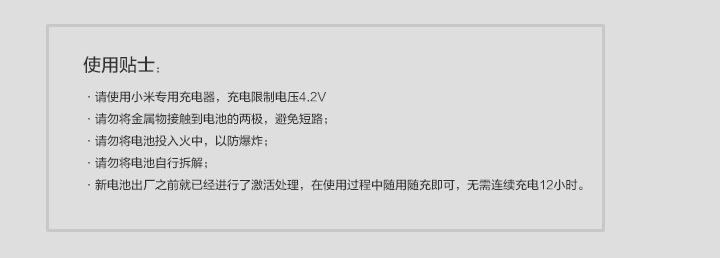 使用贴士：
· 请使用小米专用充电器，充电限制电压4.2V
· 请勿将金属物接触到电池的两极，避免短路；
· 请勿将电池投入火中，以防爆炸；
· 请勿将电池自行拆解；
· 新电池出厂之前就已经进行了激活处理，在使用过程中随用随充即可，无需连续充电12小时。